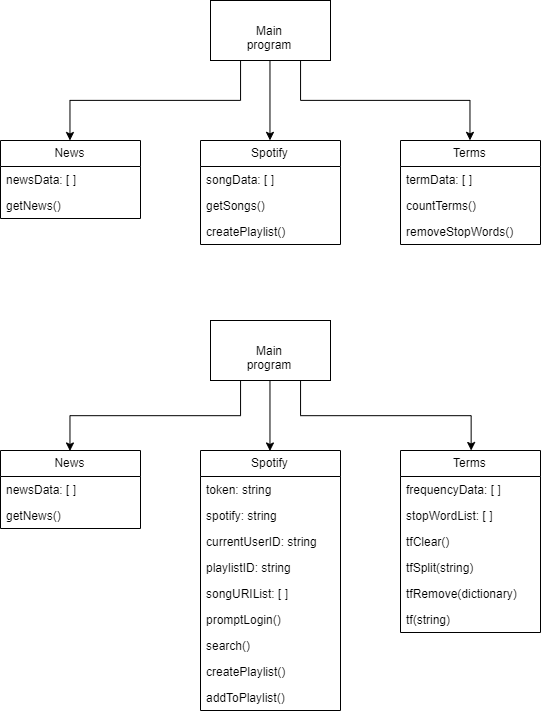 Main
program
News
newsData: [ ]
getNews()
Spotify
songData: [ ]
getSongs()
createPlaylist()
Terms
termData: [ ]
countTerms()
removeStopWords()
Main
program
News
newsData: [ ]
getNews()
Spotify
token: string
spotify: string
currentUserID: string
playlistID: string
songURIList: [ ]
promptLogin()
search()
createPlaylist()
addToPlaylist()
Terms
frequencyData: [ ]
stopWordList: [ ]
tfClear()
tfSplit(string)
tfRemove(dictionary)
tf(string)